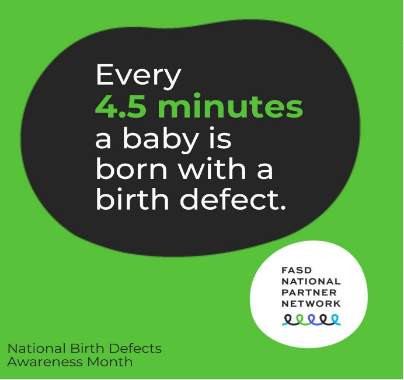 Every
4.5 minutes
a baby is
born with a
birth defect.
FASD
NATIONAL
PARTNER
NETWORK
National Birth Defects
Awareness Month